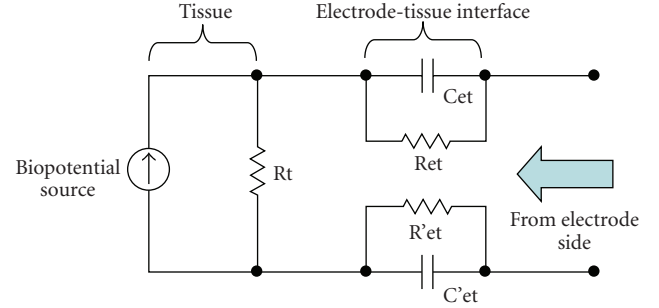 Tissue
Electrode-tissue interface
Cet
Ret
Biopotential
source
Rt
R'et
From electrode
side
C'et